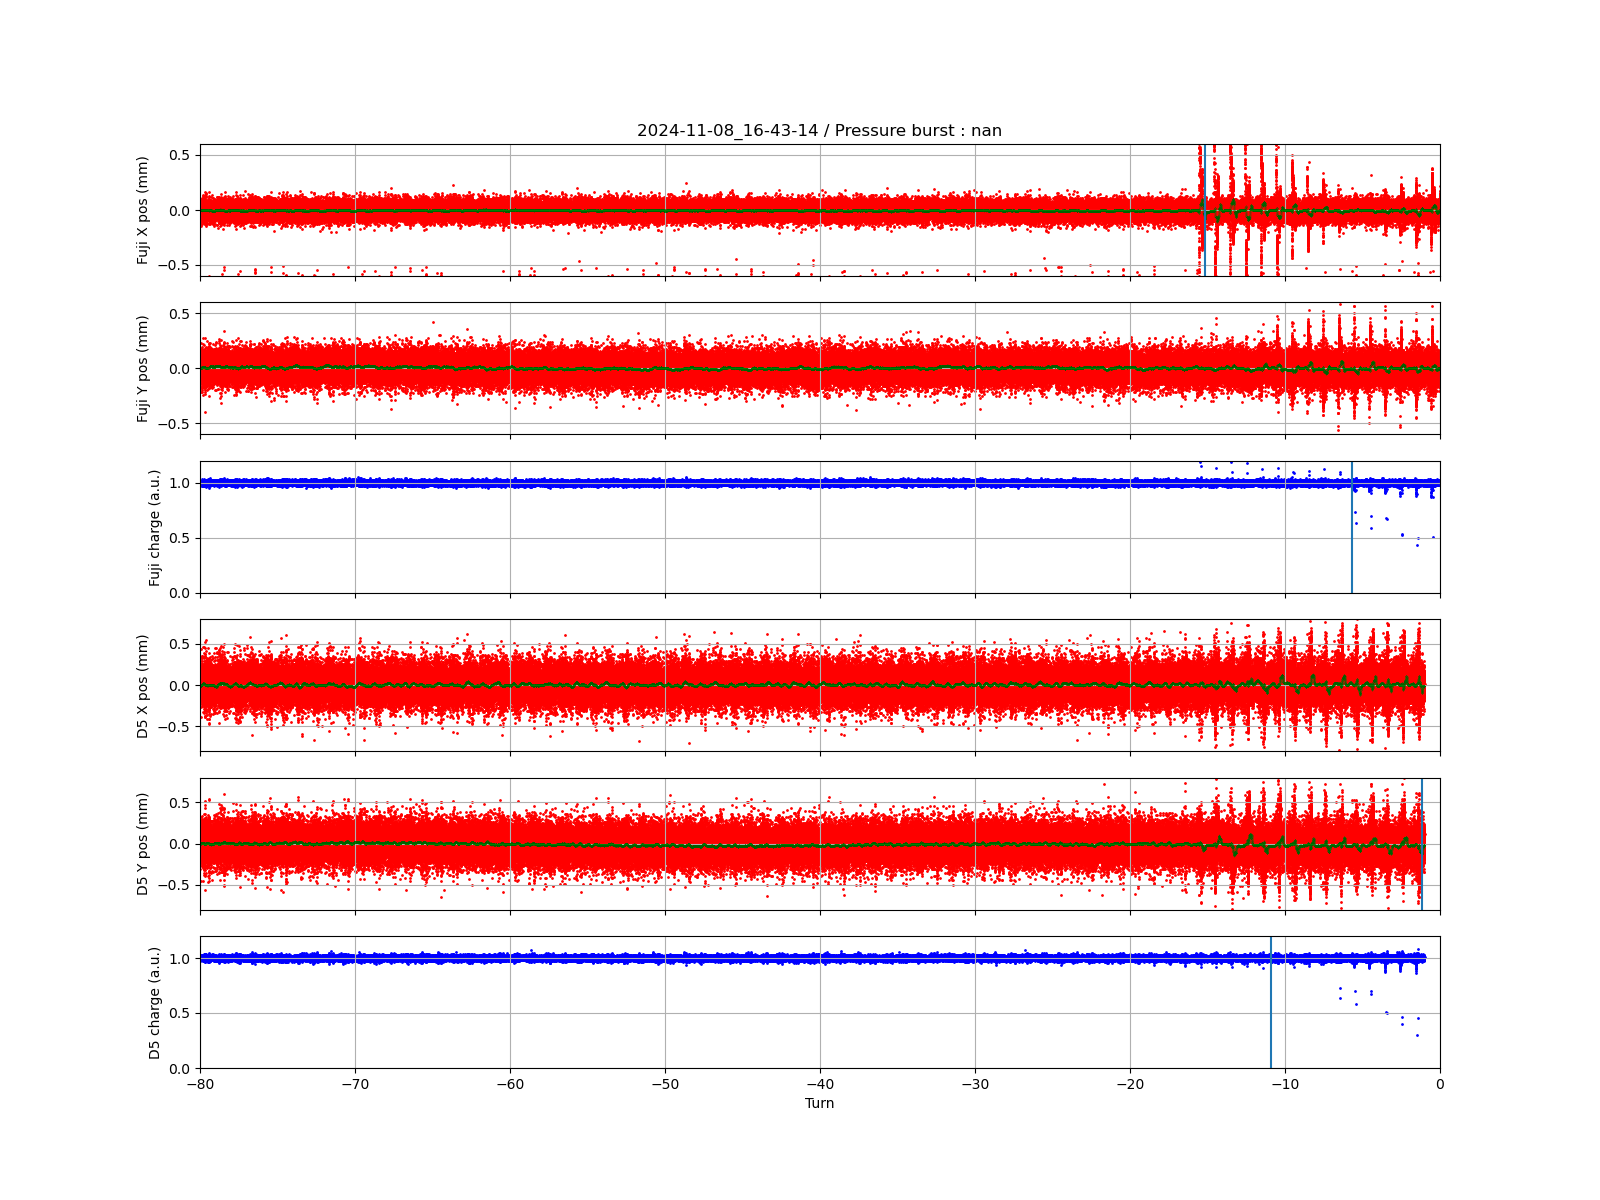 2024-11-08_16-43-14 / Pressure burst : nan
Fuji X pos (mm)
0.5
0.0
−0.5
Fuji Y pos (mm)
0.5
0.0
−0.5
Fuji charge (a.u.)
1.0
0.5
0.0
D5 X pos (mm)
0.5
0.0
−0.5
D5 Y pos (mm)
0.5
0.0
−0.5
D5 charge (a.u.)
1.0
0.5
0.0
−80 −70 −60 −50 −40 −30 −20 −10 0
Turn